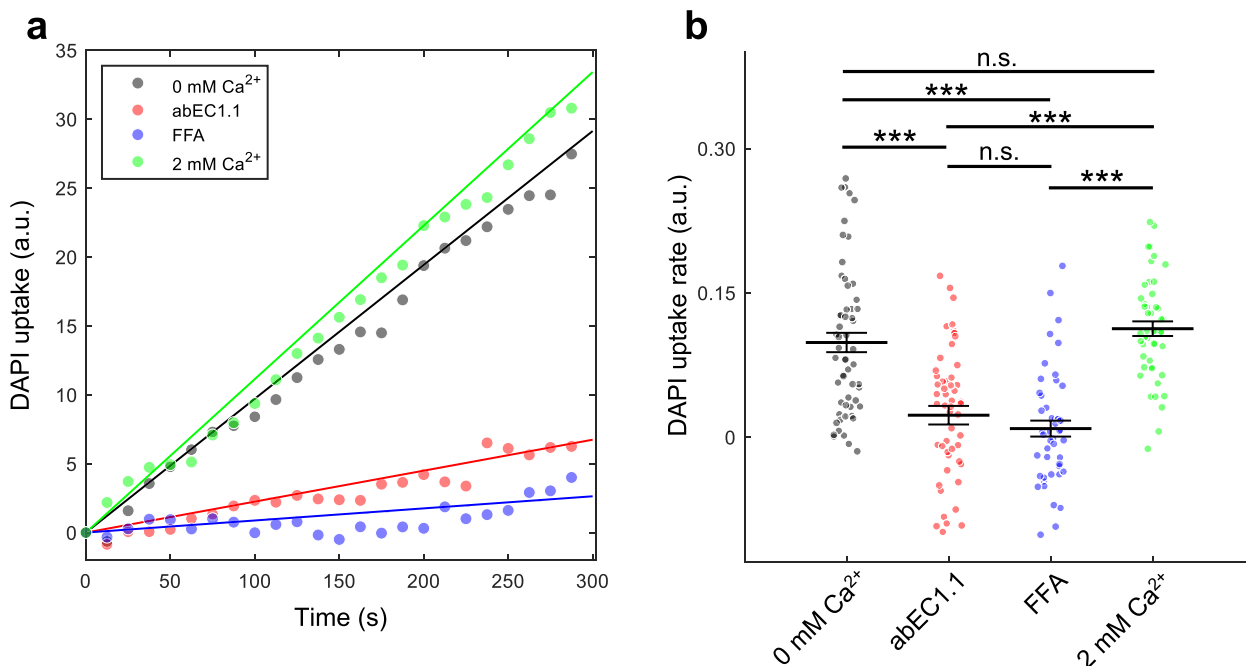 a
35
30
25
20
15
10
5
0
DAPI uptake (a.u.)
0 mM Ca²⁺
abEC1.1
FFA
2 mM Ca²⁺
0 50 100 150 200 250 300
Time (s)
b
n.s.
***
***
***
n.s.
***
0.30
0.15
0
DAPI uptake rate (a.u.)
0 mM Ca²⁺
abEC1.1
FFA
2 mM Ca²⁺